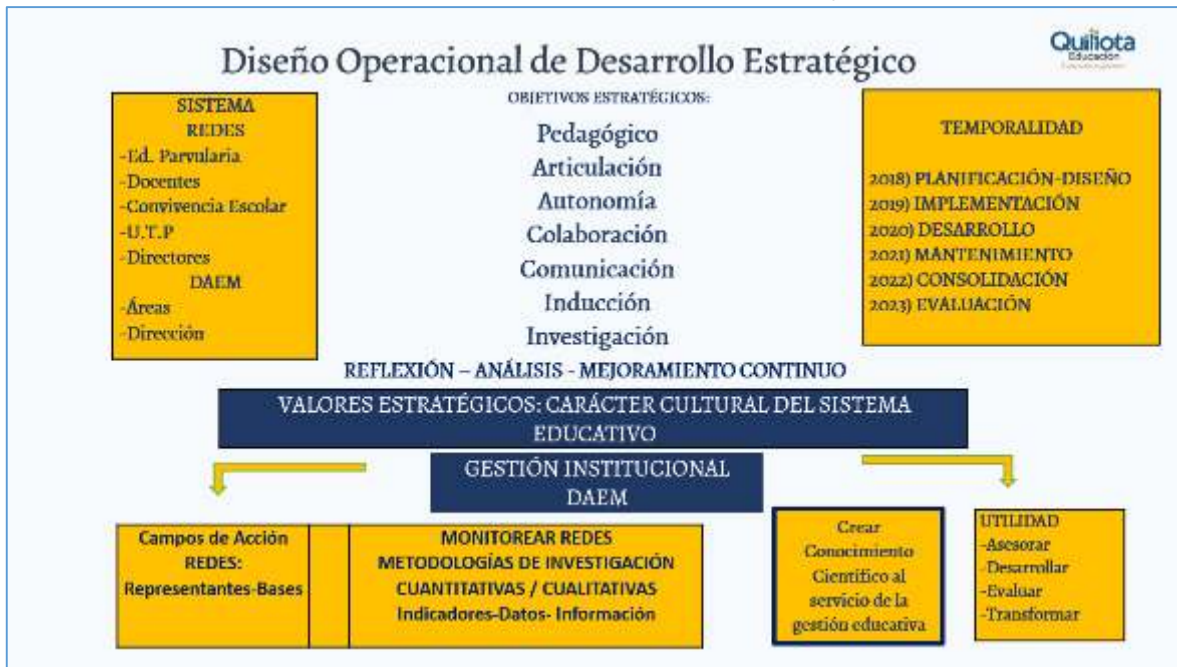 Diseño Operacional de Desarrollo Estratégico
Quillota
Educación
SISTEMA
REDES
-Ed. Parvularia
-Docentes
-Convivencia Escolar
-U.T.P
-Directores
DAEM
-Áreas
-Dirección
OBJETIVOS ESTRATÉGICOS:
Pedagógico
Articulación
Autonomía
Colaboración
Comunicación
Inducción
Investigación
TEMPORALIDAD
2018) PLANIFICACIÓN-DISEÑO
2019) IMPLEMENTACIÓN
2020) DESARROLLO
2021) MANTENIMIENTO
2022) CONSOLIDACIÓN
2023) EVALUACIÓN
REFLEXIÓN – ANÁLISIS - MEJORAMIENTO CONTINUO
VALORES ESTRATÉGICOS: CARÁCTER CULTURAL DEL SISTEMA
EDUCATIVO
GESTIÓN INSTITUCIONAL
DAEM
Campos de Acción
REDES:
Representantes-Bases
MONITOREAR REDES
METODOLOGÍAS DE INVESTIGACIÓN
CUANTITATIVAS / CUALITATIVAS
Indicadores-Datos- Información
Crear
Conocimiento
Científico al
servicio de la
gestión educativa
UTILIDAD
-Asesorar
-Desarrollar
-Evaluar
-Transformar